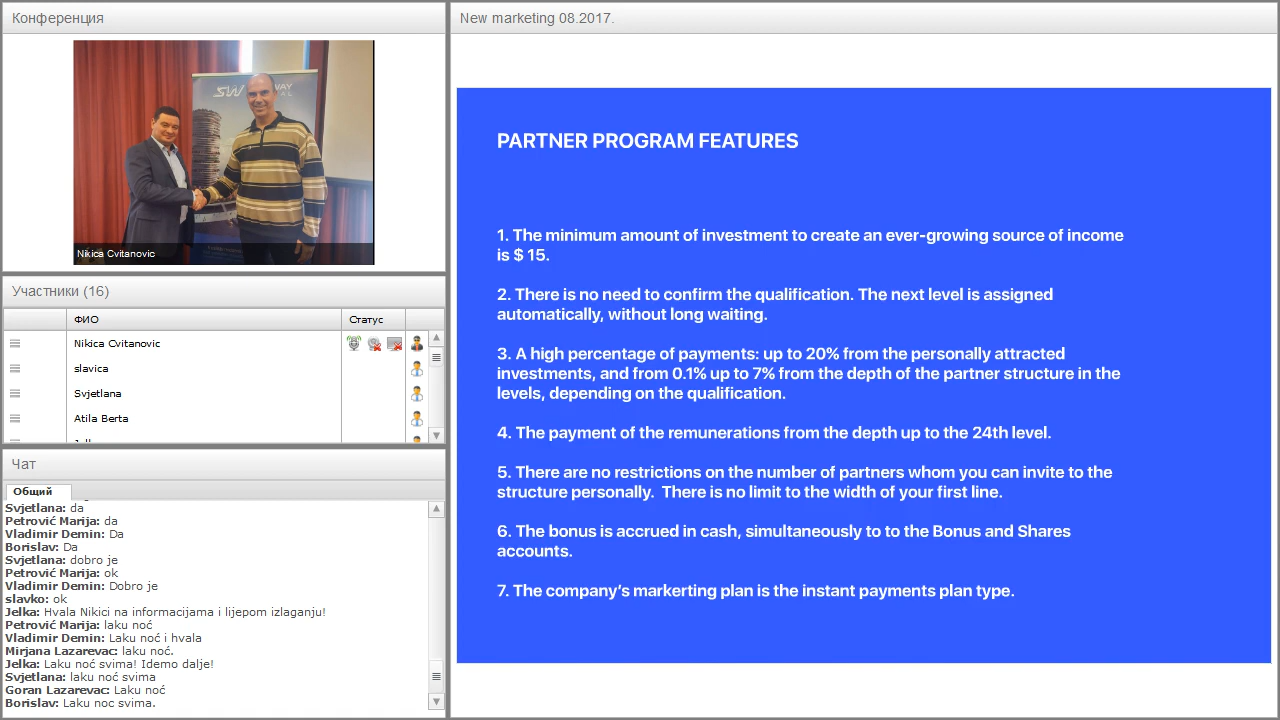 Конференция
SW
WAY
AL
Nikica Cvitanovic
Участники (16)
ФИО
Статус
Nikica Cvitanovic
slavica
Svjetlana
Atila Berta
Чат
Общий
Svjetlana: da
Petrović Marija: da
Vladimir Demin: Da
Borislav: Da
Svjetlana: dobro je
Petrović Marija: ok
Vladimir Demin: Dobro je
slavko: ok
Jelka: Hvala Nikici na informacijama i lijepom izlaganju!
Petrović Marija: laku noć
Vladimir Demin: Laku noć i hvala
Mirjana Lazarevac: laku noć.
Jelka: Laku noć svima! Idemo dalje!
Svjetlana: laku noć svima
Goran Lazarevac: Laku noć
Borislav: Laku noc svima.
New marketing 08.2017.
PARTNER PROGRAM FEATURES
1. The minimum amount of investment to create an ever-growing source of income
is $ 15.
2. There is no need to confirm the qualification. The next level is assigned
automatically, without long waiting.
3. A high percentage of payments: up to 20% from the personally attracted
investments, and from 0.1% up to 7% from the depth of the partner structure in the
levels, depending on the qualification.
4. The payment of the remunerations from the depth up to the 24th level.
5. There are no restrictions on the number of partners whom you can invite to the
structure personally.  There is no limit to the width of your first line.
6. The bonus is accrued in cash, simultaneously to to the Bonus and Shares
accounts.
7. The company’s markerting plan is the instant payments plan type.